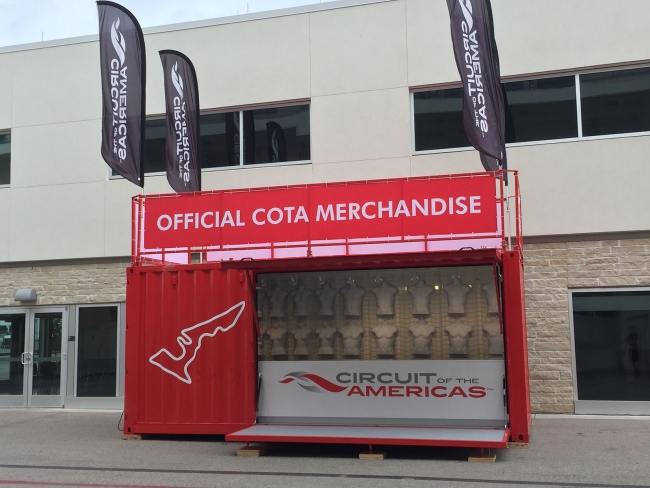 CIRCUIT OF THE
AMERICAS
CIRCUIT OF THE
AMERICAS
CIRCUIT OF THE
AMERICAS
OFFICIAL COTA MERCHANDISE
CIRCUIT OF THE
AMERICAS